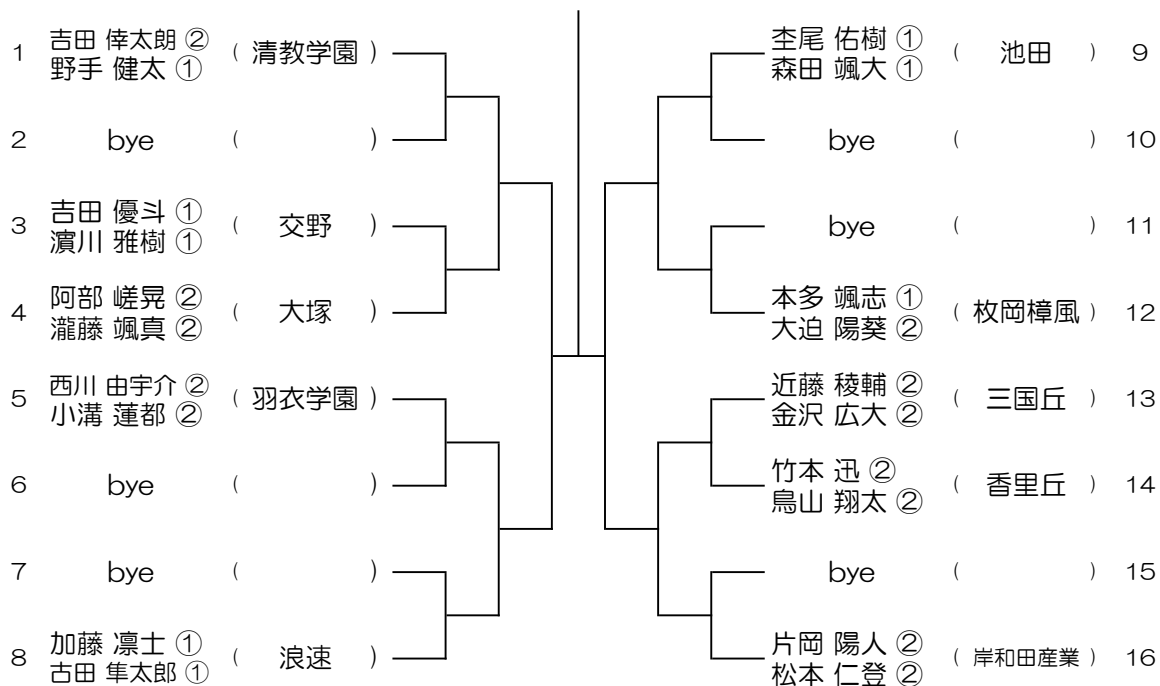 1 吉田 倖太朗 ② ( 清教学園 )
野手 健太 ①
2 bye ( )
3 吉田 優斗 ① ( 交野 )
濵川 雅樹 ①
4 阿部 嵯晃 ② ( 大塚 )
瀧藤 颯真 ②
5 西川 由宇介 ② ( 羽衣学園 )
小溝 蓮都 ②
6 bye ( )
7 bye ( )
8 加藤 凛士 ① ( 浪速 )
古田 隼太郎 ①
杢尾 佑樹 ① ( 池田 ) 9
森田 颯大 ①
bye ( ) 10
bye ( ) 11
本多 颯志 ① ( 枚岡樟風 ) 12
大迫 陽葵 ②
近藤 稜輔 ② ( 三国丘 ) 13
金沢 広大 ②
竹本 迅 ② ( 香里丘 ) 14
鳥山 翔太 ②
bye ( ) 15
片岡 陽人 ② ( 岸和田産業 ) 16
松本 仁登 ②